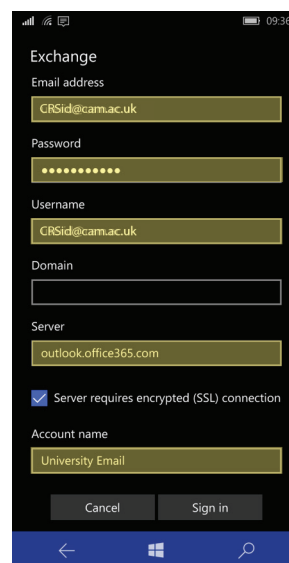 09:36
Exchange
Email address
CRSid@cam.ac.uk
Password
•••••••••••
Username
CRSid@cam.ac.uk
Domain
Server
outlook.office365.com
Server requires encrypted (SSL) connection
Account name
University Email
Cancel Sign in